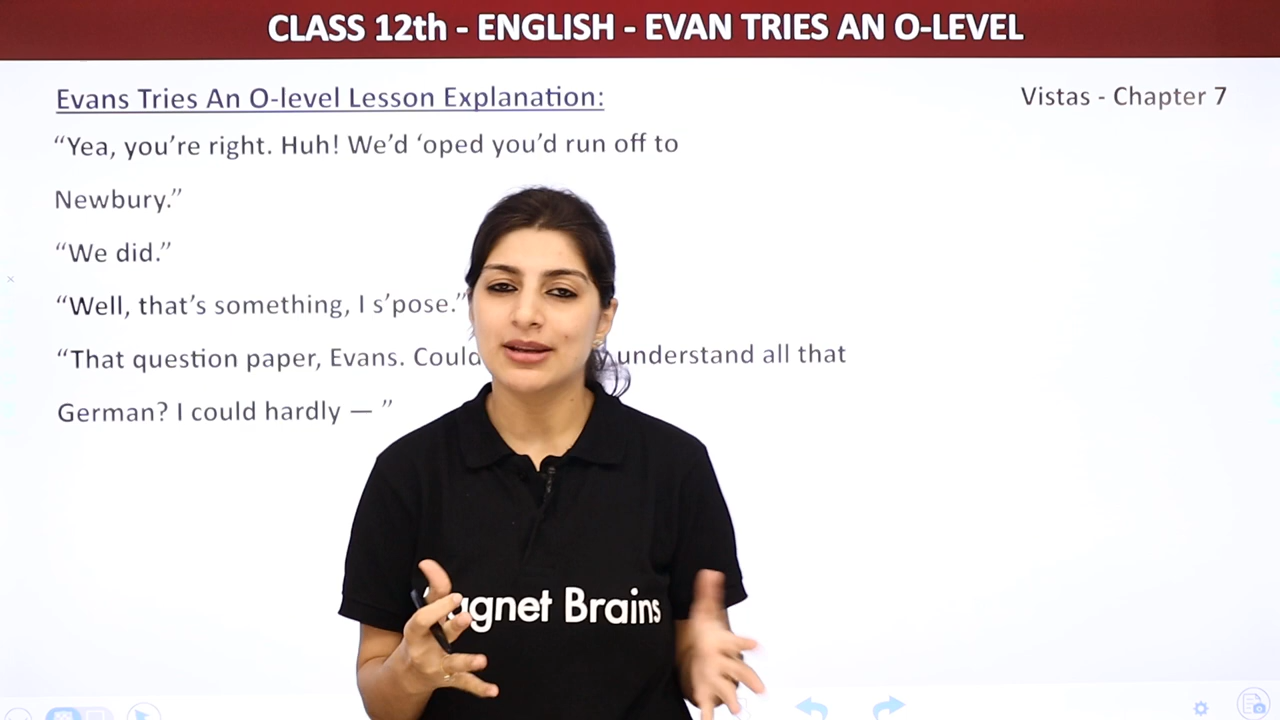 CLASS 12th - ENGLISH - EVAN TRIES AN O-LEVEL
Evans Tries An O-level Lesson Explanation:
Vistas - Chapter 7
“Yea, you’re right. Huh! We’d ‘oped you’d run off to
Newbury.”
“We did.”
“Well, that’s something, I s’pose.”
“That question paper, Evans. Could understand all that
German? I could hardly — ”
Brains